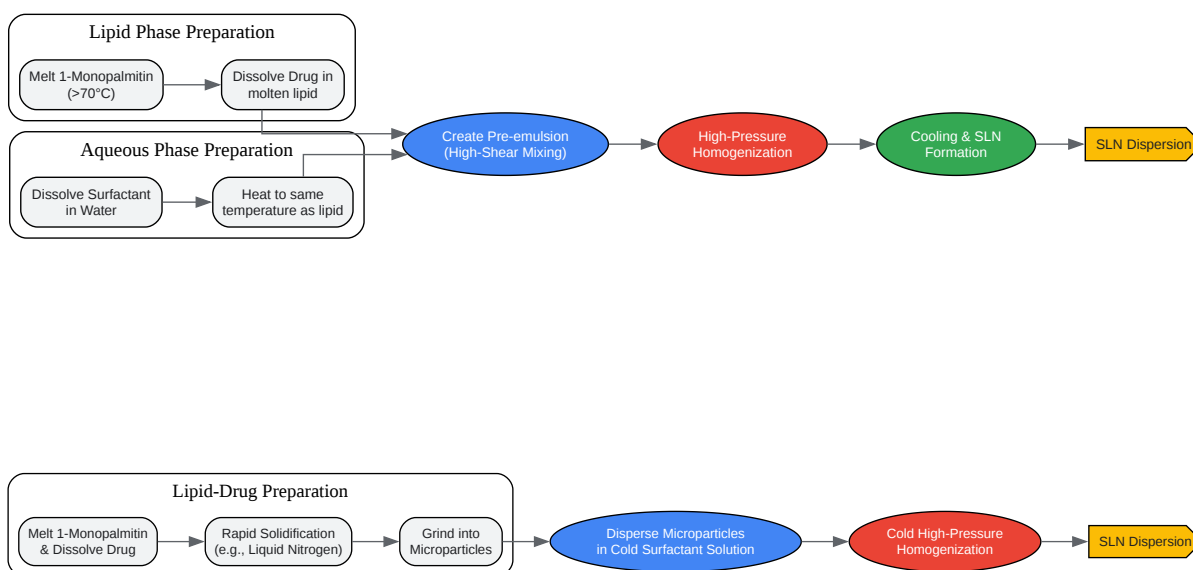 Lipid Phase Preparation
Melt 1-Monopalmitin
(>70°C)
Dissolve Drug in
molten lipid
Aqueous Phase Preparation
Dissolve Surfactant
in Water
Heat to same
temperature as lipid
Create Pre-emulsion
(High-Shear Mixing)
High-Pressure
Homogenization
Cooling & SLN
Formation
SLN Dispersion
Lipid-Drug Preparation
Melt 1-Monopalmitin
& Dissolve Drug
Rapid Solidification
(e.g., Liquid Nitrogen)
Grind into
Microparticles
Disperse Microparticles
in Cold Surfactant Solution
Cold High-Pressure
Homogenization
SLN Dispersion